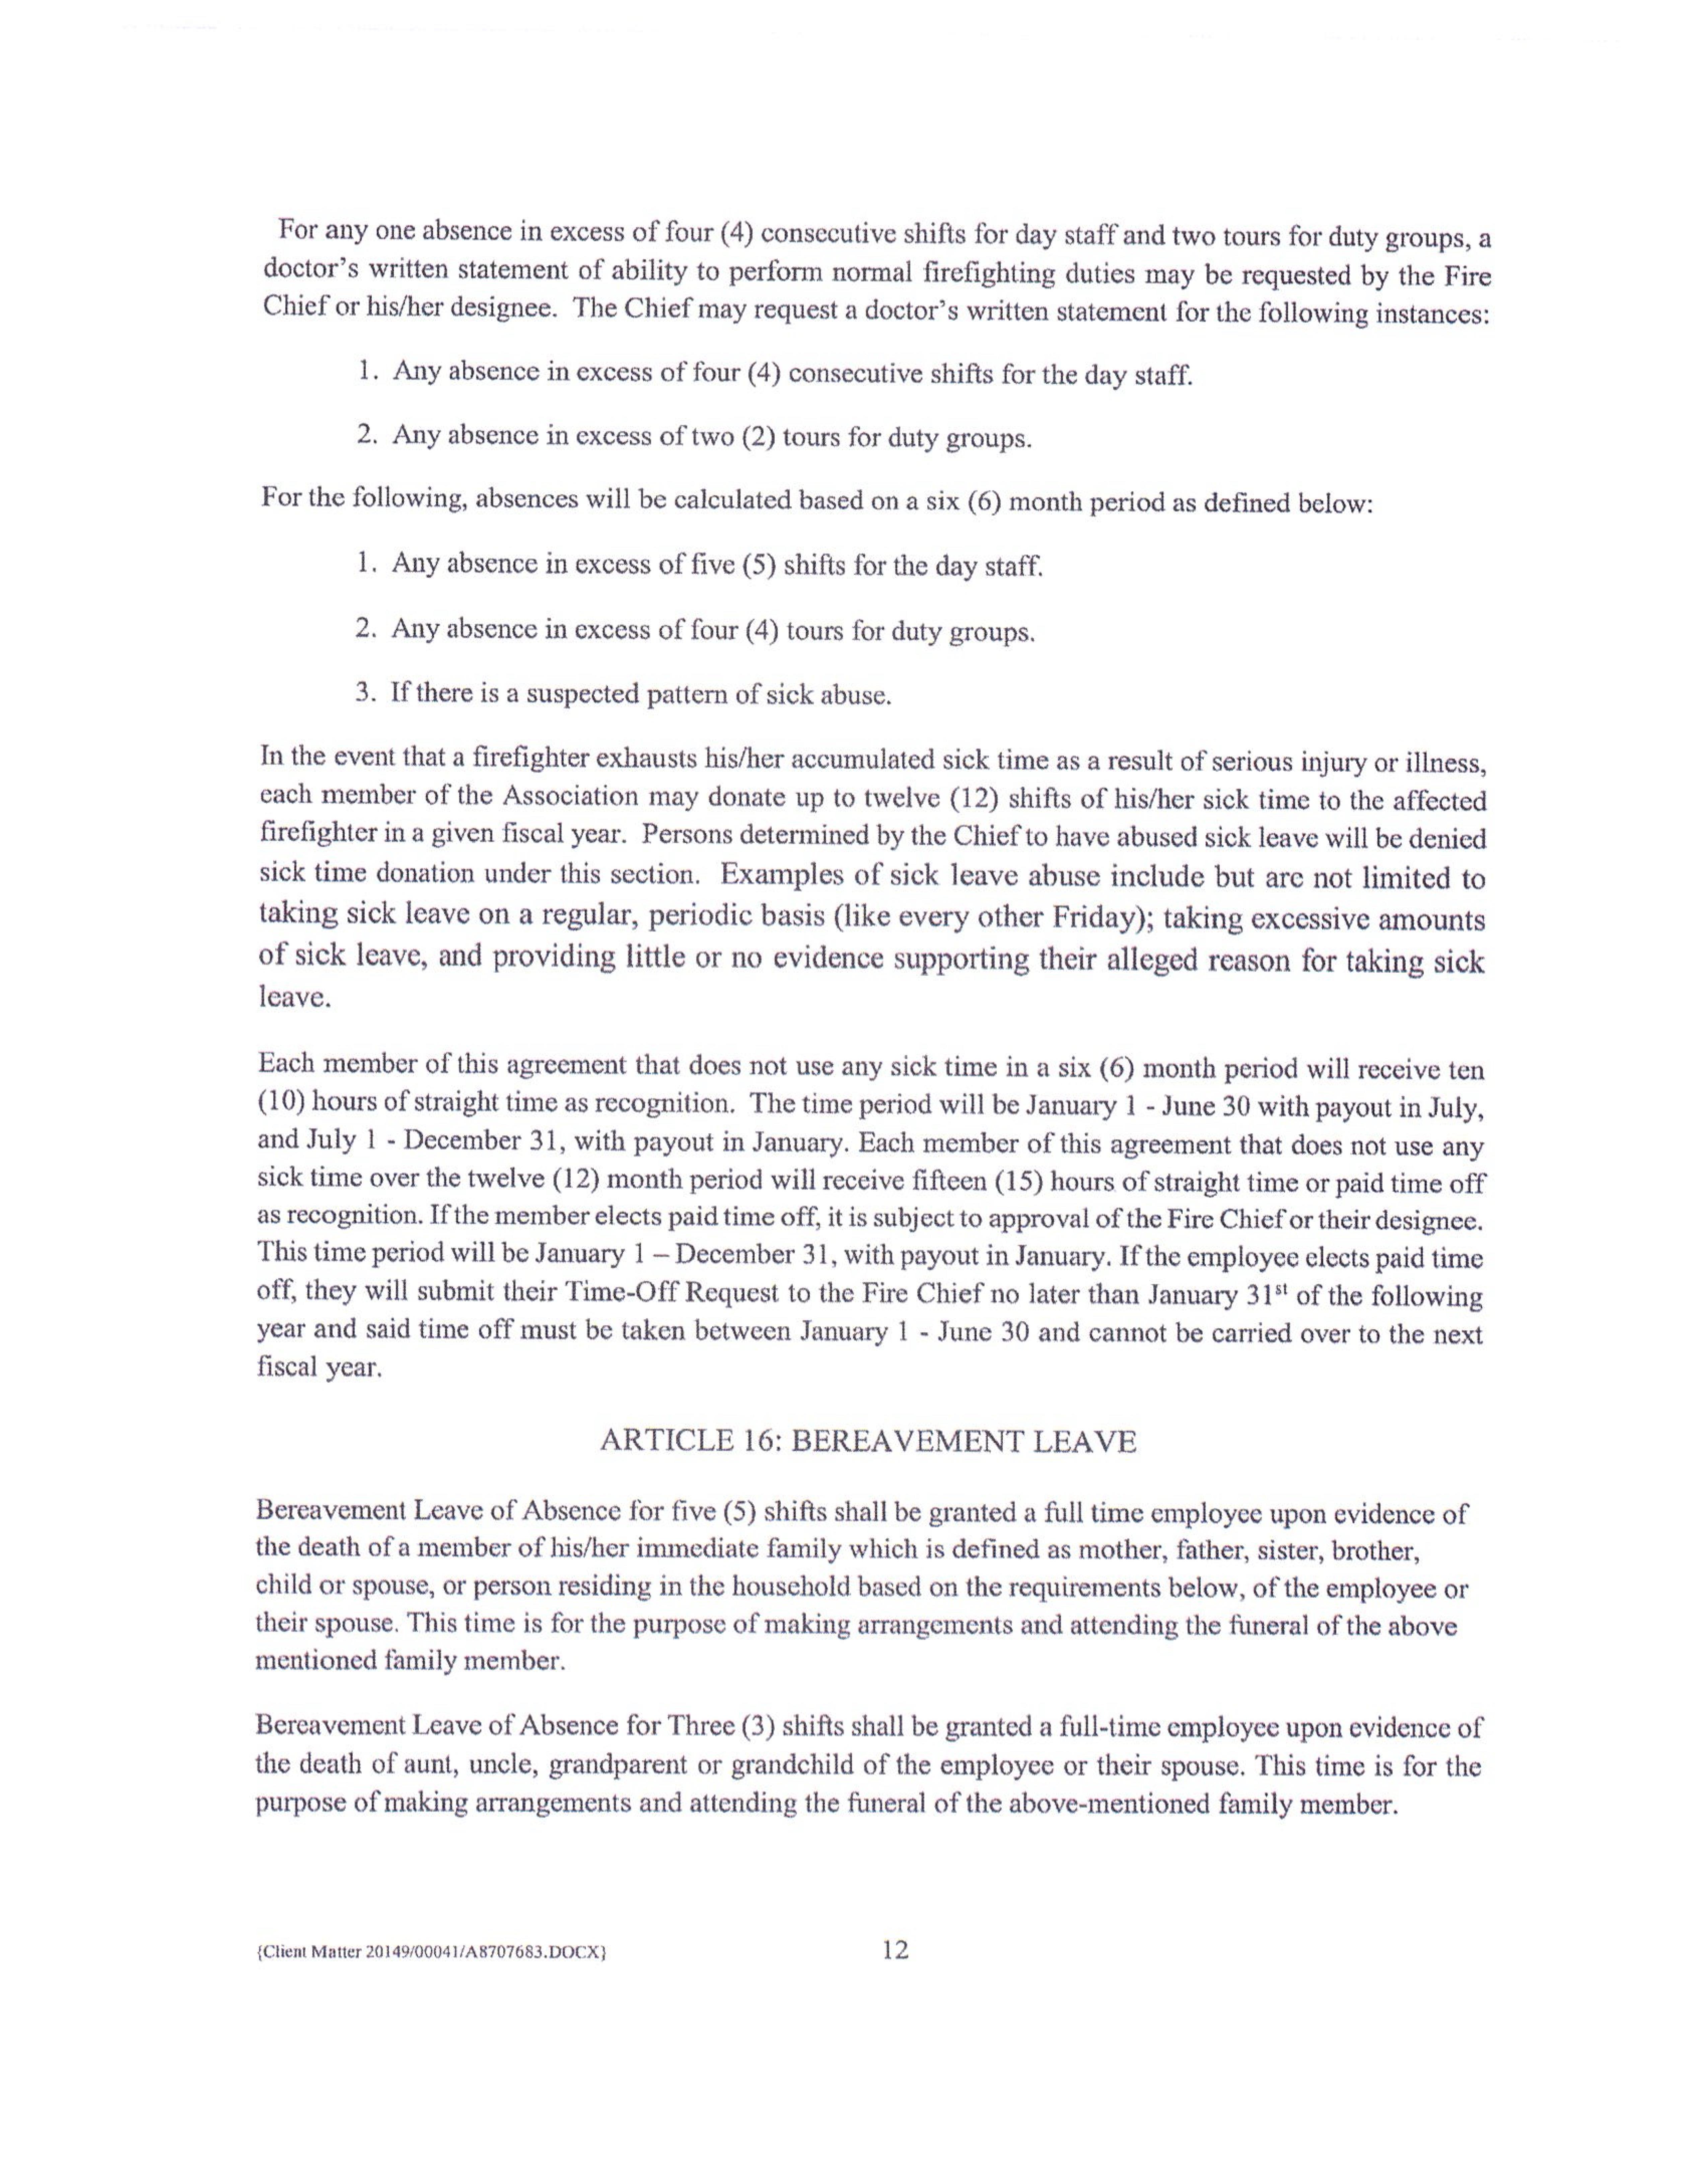 For any one absence in excess of four (4) consecutive shifts for day staff and two tours for duty groups, a
doctor's written statement of ability to perform normal firefighting duties may be requested by the Fire
Chief or his/her designee. The Chief may request a doctor's written statement for the following instances:
1. Any absence in excess of four (4) consecutive shifts for the day staff.
2. Any absence in excess of two (2) tours for duty groups.
For the following, absences will be calculated based on a six (6) month period as defined below:
1. Any absence in excess of five (5) shifts for the day staff.
2. Any absence in excess of four (4) tours for duty groups.
3. If there is a suspected pattern of sick abuse.
In the event that a firefighter exhausts his/her accumulated sick time as a result of serious injury or illness,
each member of the Association may donate up to twelve (12) shifts of his/her sick time to the affected
firefighter in a given fiscal year. Persons determined by the Chief to have abused sick leave will be denied
sick time donation under this section. Examples of sick leave abuse include but are not limited to
taking sick leave on a regular, periodic basis (like every other Friday); taking excessive amounts
of sick leave, and providing little or no evidence supporting their alleged reason for taking sick
leave.
Each member of this agreement that does not use any sick time in a six (6) month period will receive ten
(10) hours of straight time as recognition. The time period will be January 1 - June 30 with payout in July,
and July 1 - December 31, with payout in January. Each member of this agreement that does not use any
sick time over the twelve (12) month period will receive fifteen (15) hours of straight time or paid time off
as recognition. If the member elects paid time off, it is subject to approval of the Fire Chief or their designee.
This time period will be January 1 – December 31, with payout in January. If the employee elects paid time
off, they will submit their Time-Off Request to the Fire Chief no later than January 31st of the following
year and said time off must be taken between January 1 - June 30 and cannot be carried over to the next
fiscal year.
ARTICLE 16: BEREAVEMENT LEAVE
Bereavement Leave of Absence for five (5) shifts shall be granted a full time employee upon evidence of
the death of a member of his/her immediate family which is defined as mother, father, sister, brother,
child or spouse, or person residing in the household based on the requirements below, of the employee or
their spouse. This time is for the purpose of making arrangements and attending the funeral of the above
mentioned family member.
Bereavement Leave of Absence for Three (3) shifts shall be granted a full-time employee upon evidence of
the death of aunt, uncle, grandparent or grandchild of the employee or their spouse. This time is for the
purpose of making arrangements and attending the funeral of the above-mentioned family member.
{Client Matter 20149/00041/A8707683.DOCX}
12